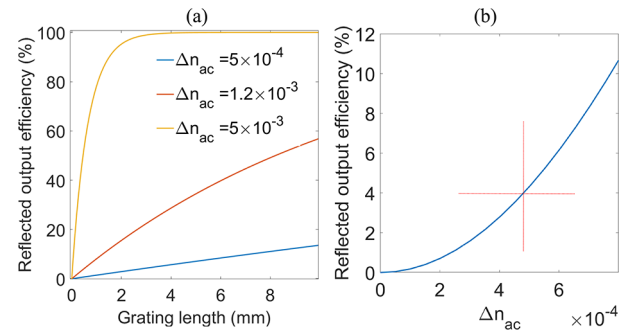 (a)
Reflected output efficiency (%)
100
80
60
40
20
0
Δn_ac =5×10^-4
Δn_ac =1.2×10^-3
Δn_ac =5×10^-3
0 2 4 6 8
Grating length (mm)
(b)
Reflected output efficiency (%)
12
10
8
6
4
2
0
0 2 4 6
Δn_ac
×10^-4